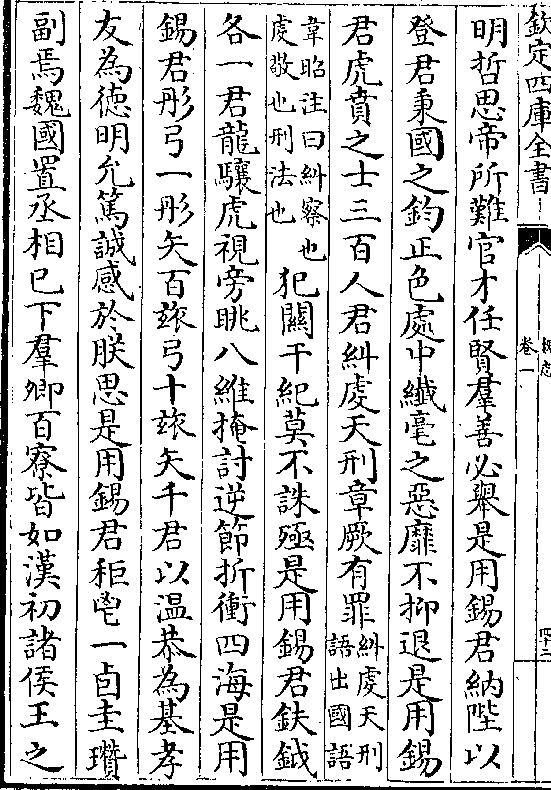 欽定四庫全書
魏志
卷一
四十二
明哲思帝所難官才任賢羣善必舉是用錫君納陛以
登君秉國之鈞正色處中纖毫之惡靡不抑退是用錫
君虎賁之士三百人君糾虔天刑章厥有罪糾虔天刑
語出國語
韋昭注曰糾察也
虔敬也刑法也
犯關干紀莫不誅殛是用錫君鈇鉞
各一君龍驤虎視旁眺八維掩討逆節折衝四海是用
錫君彤弓一彤矢百玈弓十玈矢千君以温恭為基孝
友為德明允篤誠感於朕思是用錫君秬鬯一卣圭瓚
副焉魏國置丞相已下羣卿百寮皆如漢初諸侯王之